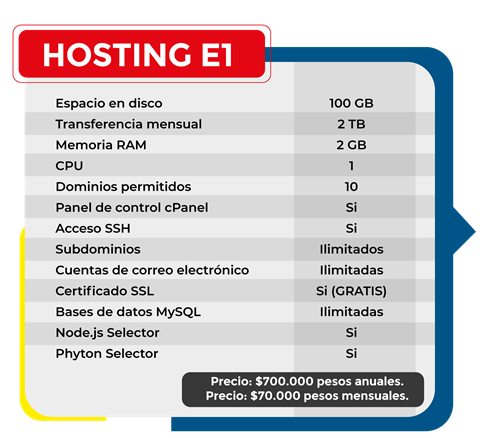 HOSTING E1
Espacio en disco 100 GB
Transferencia mensual 2 TB
Memoria RAM 2 GB
CPU 1
Dominios permitidos 10
Panel de control cPanel Si
Acceso SSH Si
Subdominios Ilimitados
Cuentas de correo electrónico Ilimitadas
Certificado SSL Si (GRATIS)
Bases de datos MySQL Ilimitadas
Node.js Selector Si
Phyton Selector Si
Precio: $700.000 pesos anuales.
Precio: $70.000 pesos mensuales.